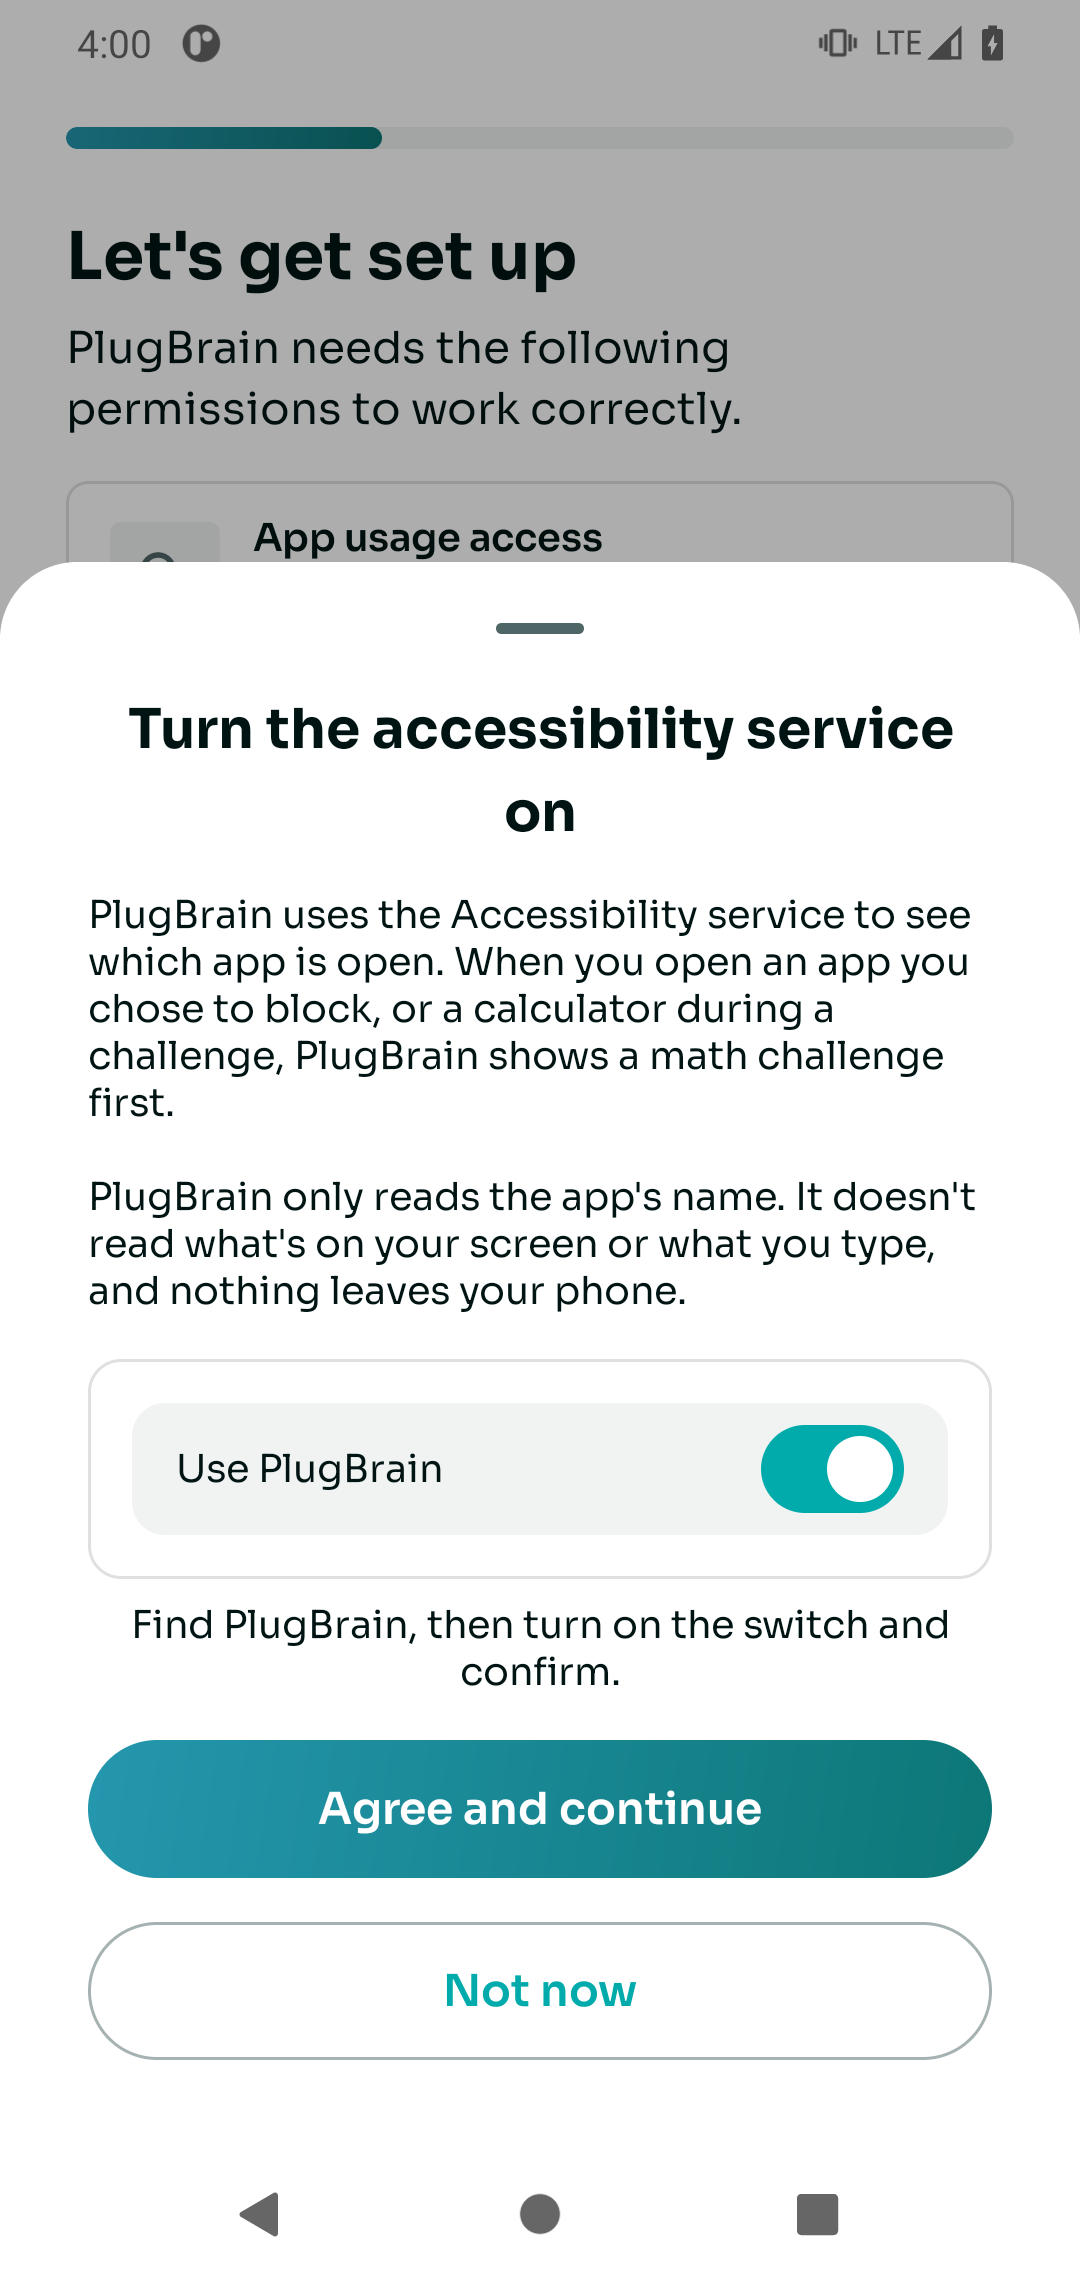 4:00
LTE
Let's get set up
PlugBrain needs the following
permissions to work correctly.
App usage access
Turn the accessibility service
on
PlugBrain uses the Accessibility service to see
which app is open. When you open an app you
chose to block, or a calculator during a
challenge, PlugBrain shows a math challenge
first.
PlugBrain only reads the app's name. It doesn't
read what's on your screen or what you type,
and nothing leaves your phone.
Use PlugBrain
Find PlugBrain, then turn on the switch and
confirm.
Agree and continue
Not now